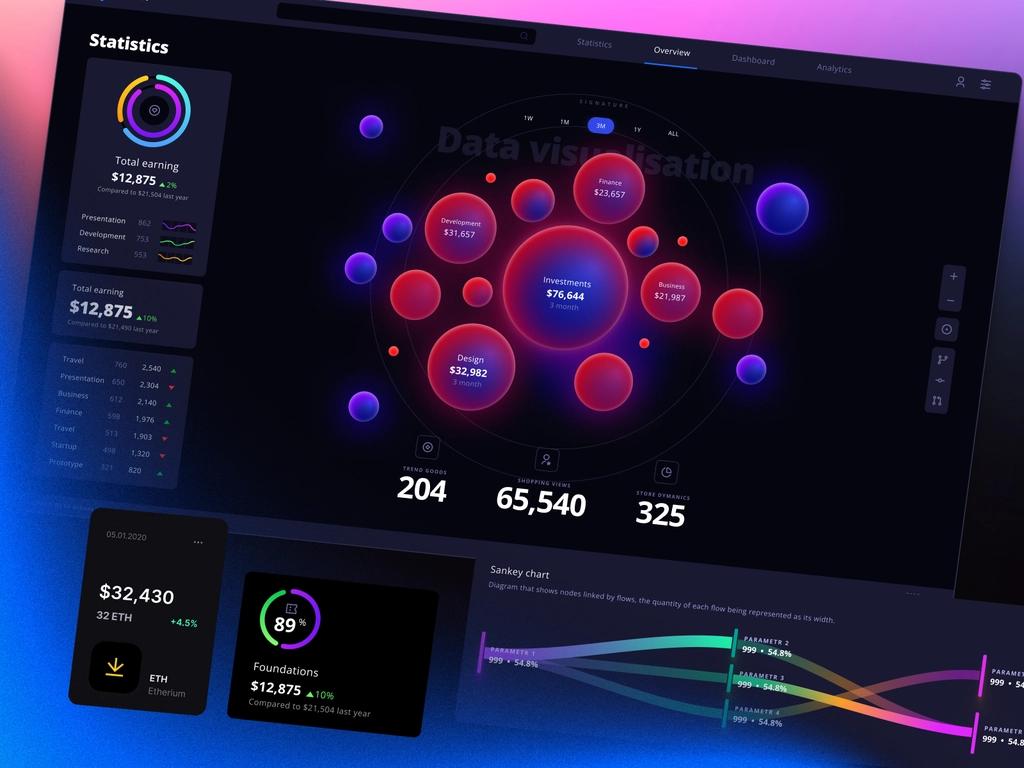 Statistics
Overview
Dashboard
Analytics
Statistics
Total earning
$12,875 ▲2%
Compared to $21,504 last year
Presentation 862
Development 753
Research 553
Total earning
$12,875 ▲10%
Compared to $21,490 last year
Travel 760 2,540 ▲
Presentation 650 2,304 ▼
Business 612 2,140 ▲
Finance 598 1,976 ▲
Travel 513 1,903 ▼
Startup 498 1,320 ▼
Prototype 321 820 ▲
SIGNATURE
1W 1M 3M 1Y ALL
Data visualisation
Finance
$23,657
Development
$31,657
Investments
$76,644
3 month
Business
$21,987
Design
$32,982
3 month
TREND GOODS
204
SHOPPING VIEWS
65,540
STORE DYMANICS
325
05.01.2020
...
$32,430
32 ETH +4.5%
ETH
Etherium
89%
Foundations
$12,875 ▲10%
Compared to $21,504 last year
Sankey chart
Diagram that shows nodes linked by flows, the quantity of each flow being represented as its width.
PARAMETR 1
999 • 54.8%
PARAMETR 2
999 • 54.8%
PARAMETR 3
999 • 54.8%
PARAMETR 4
999 • 54.8%
999 • 54.8
999 • 54.8